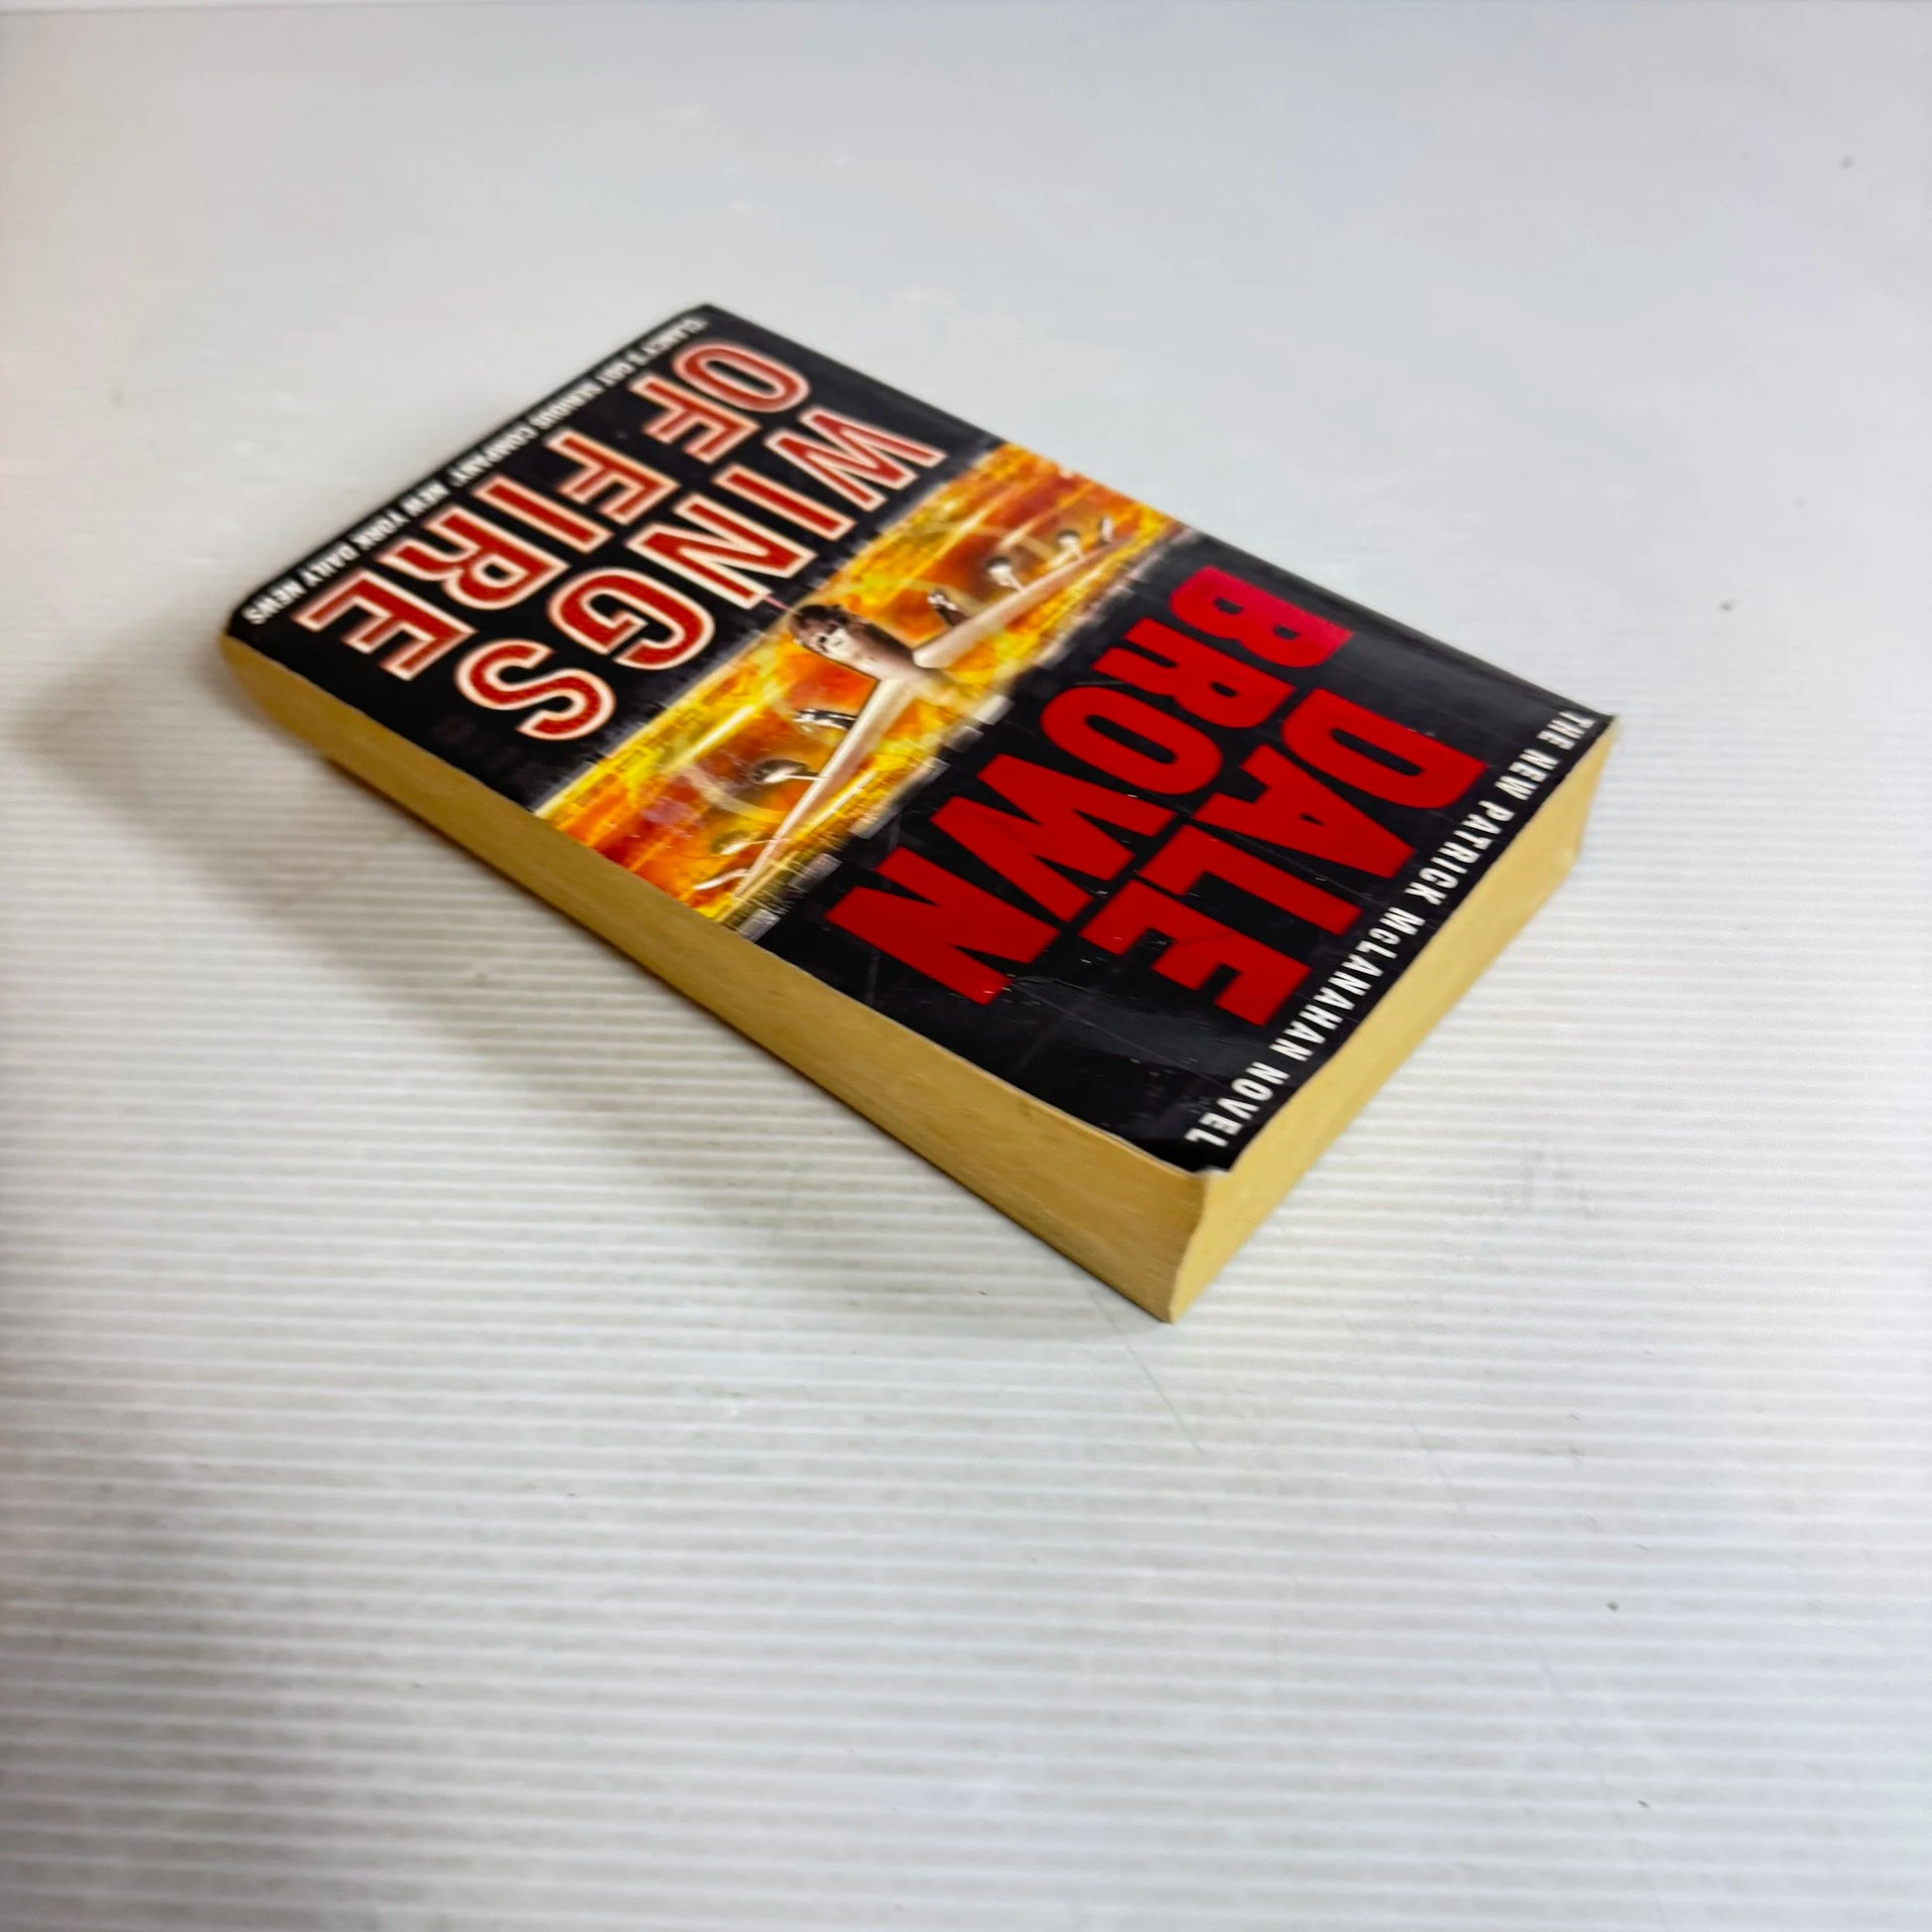 THE NEW PATRICK McLANAHAN NOVEL
DALE
BROWN
WINGS
OF FIRE
'CLANCY'S GOT SERIOUS COMPANY' NEW YORK DAILY NEWS